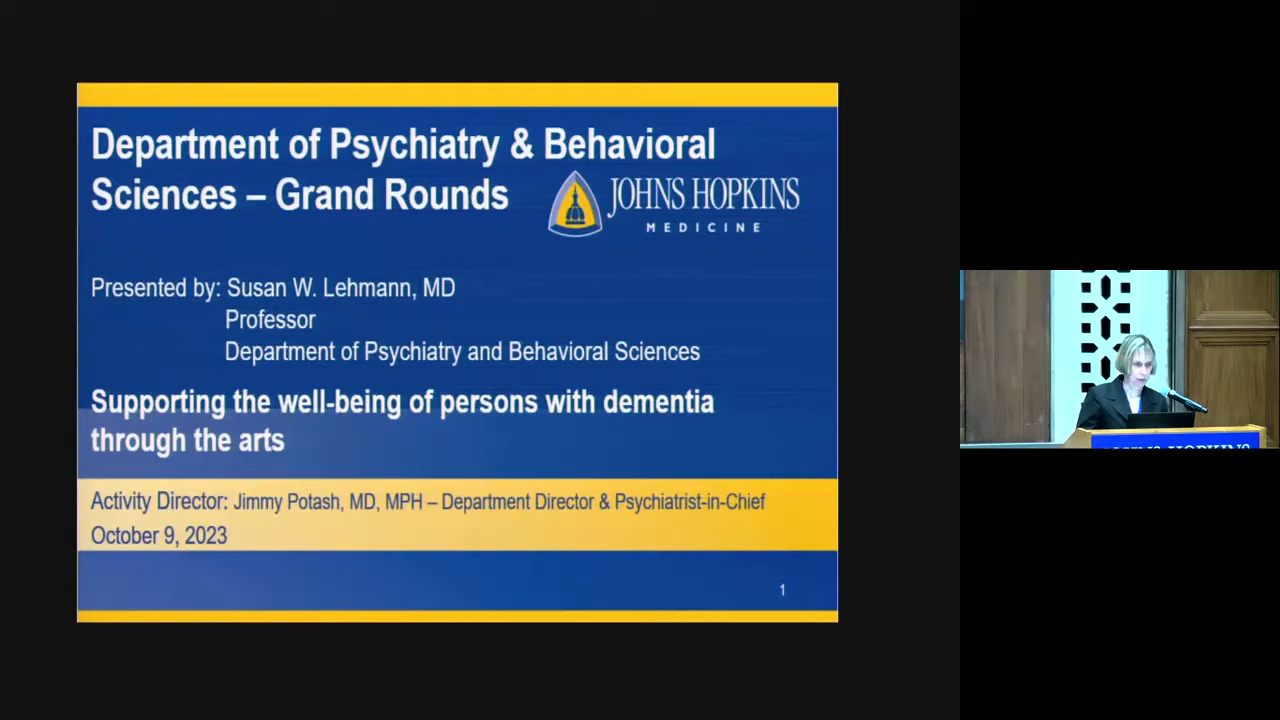 Department of Psychiatry & Behavioral
Sciences – Grand Rounds
JOHNS HOPKINS
MEDICINE
Presented by: Susan W. Lehmann, MD
Professor
Department of Psychiatry and Behavioral Sciences
Supporting the well-being of persons with dementia
through the arts
Activity Director: Jimmy Potash, MD, MPH – Department Director & Psychiatrist-in-Chief
October 9, 2023
1
JOHNS HOPKINS